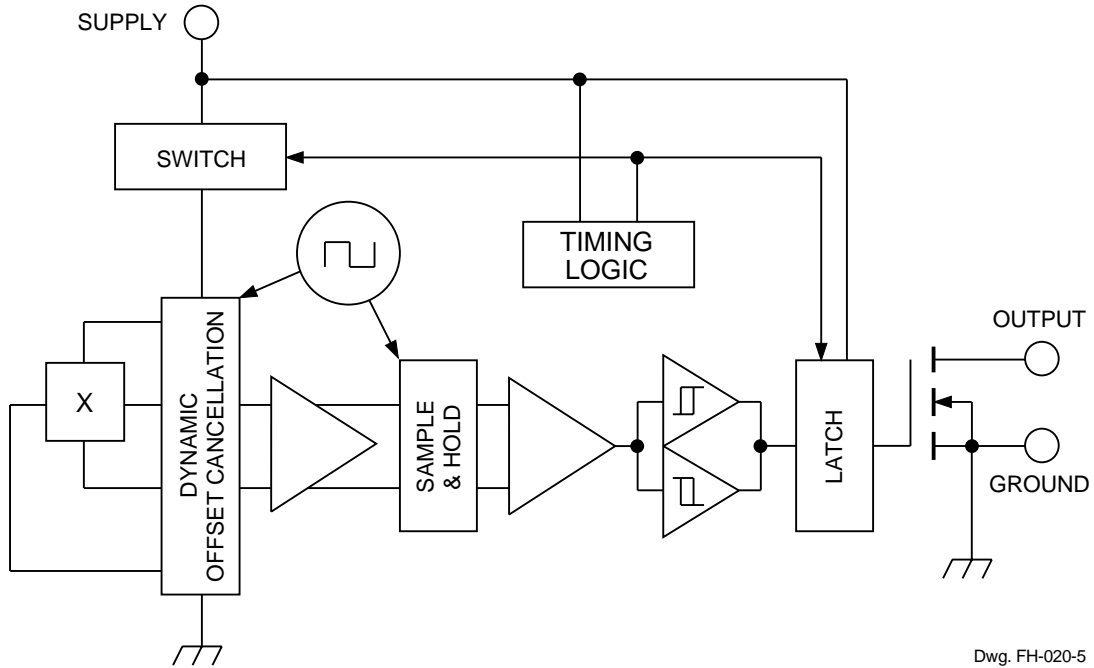 SUPPLY
SWITCH
TIMING
LOGIC
OUTPUT
X
DYNAMIC
OFFSET CANCELLATION
SAMPLE
& HOLD
LATCH
GROUND
Dwg. FH-020-5